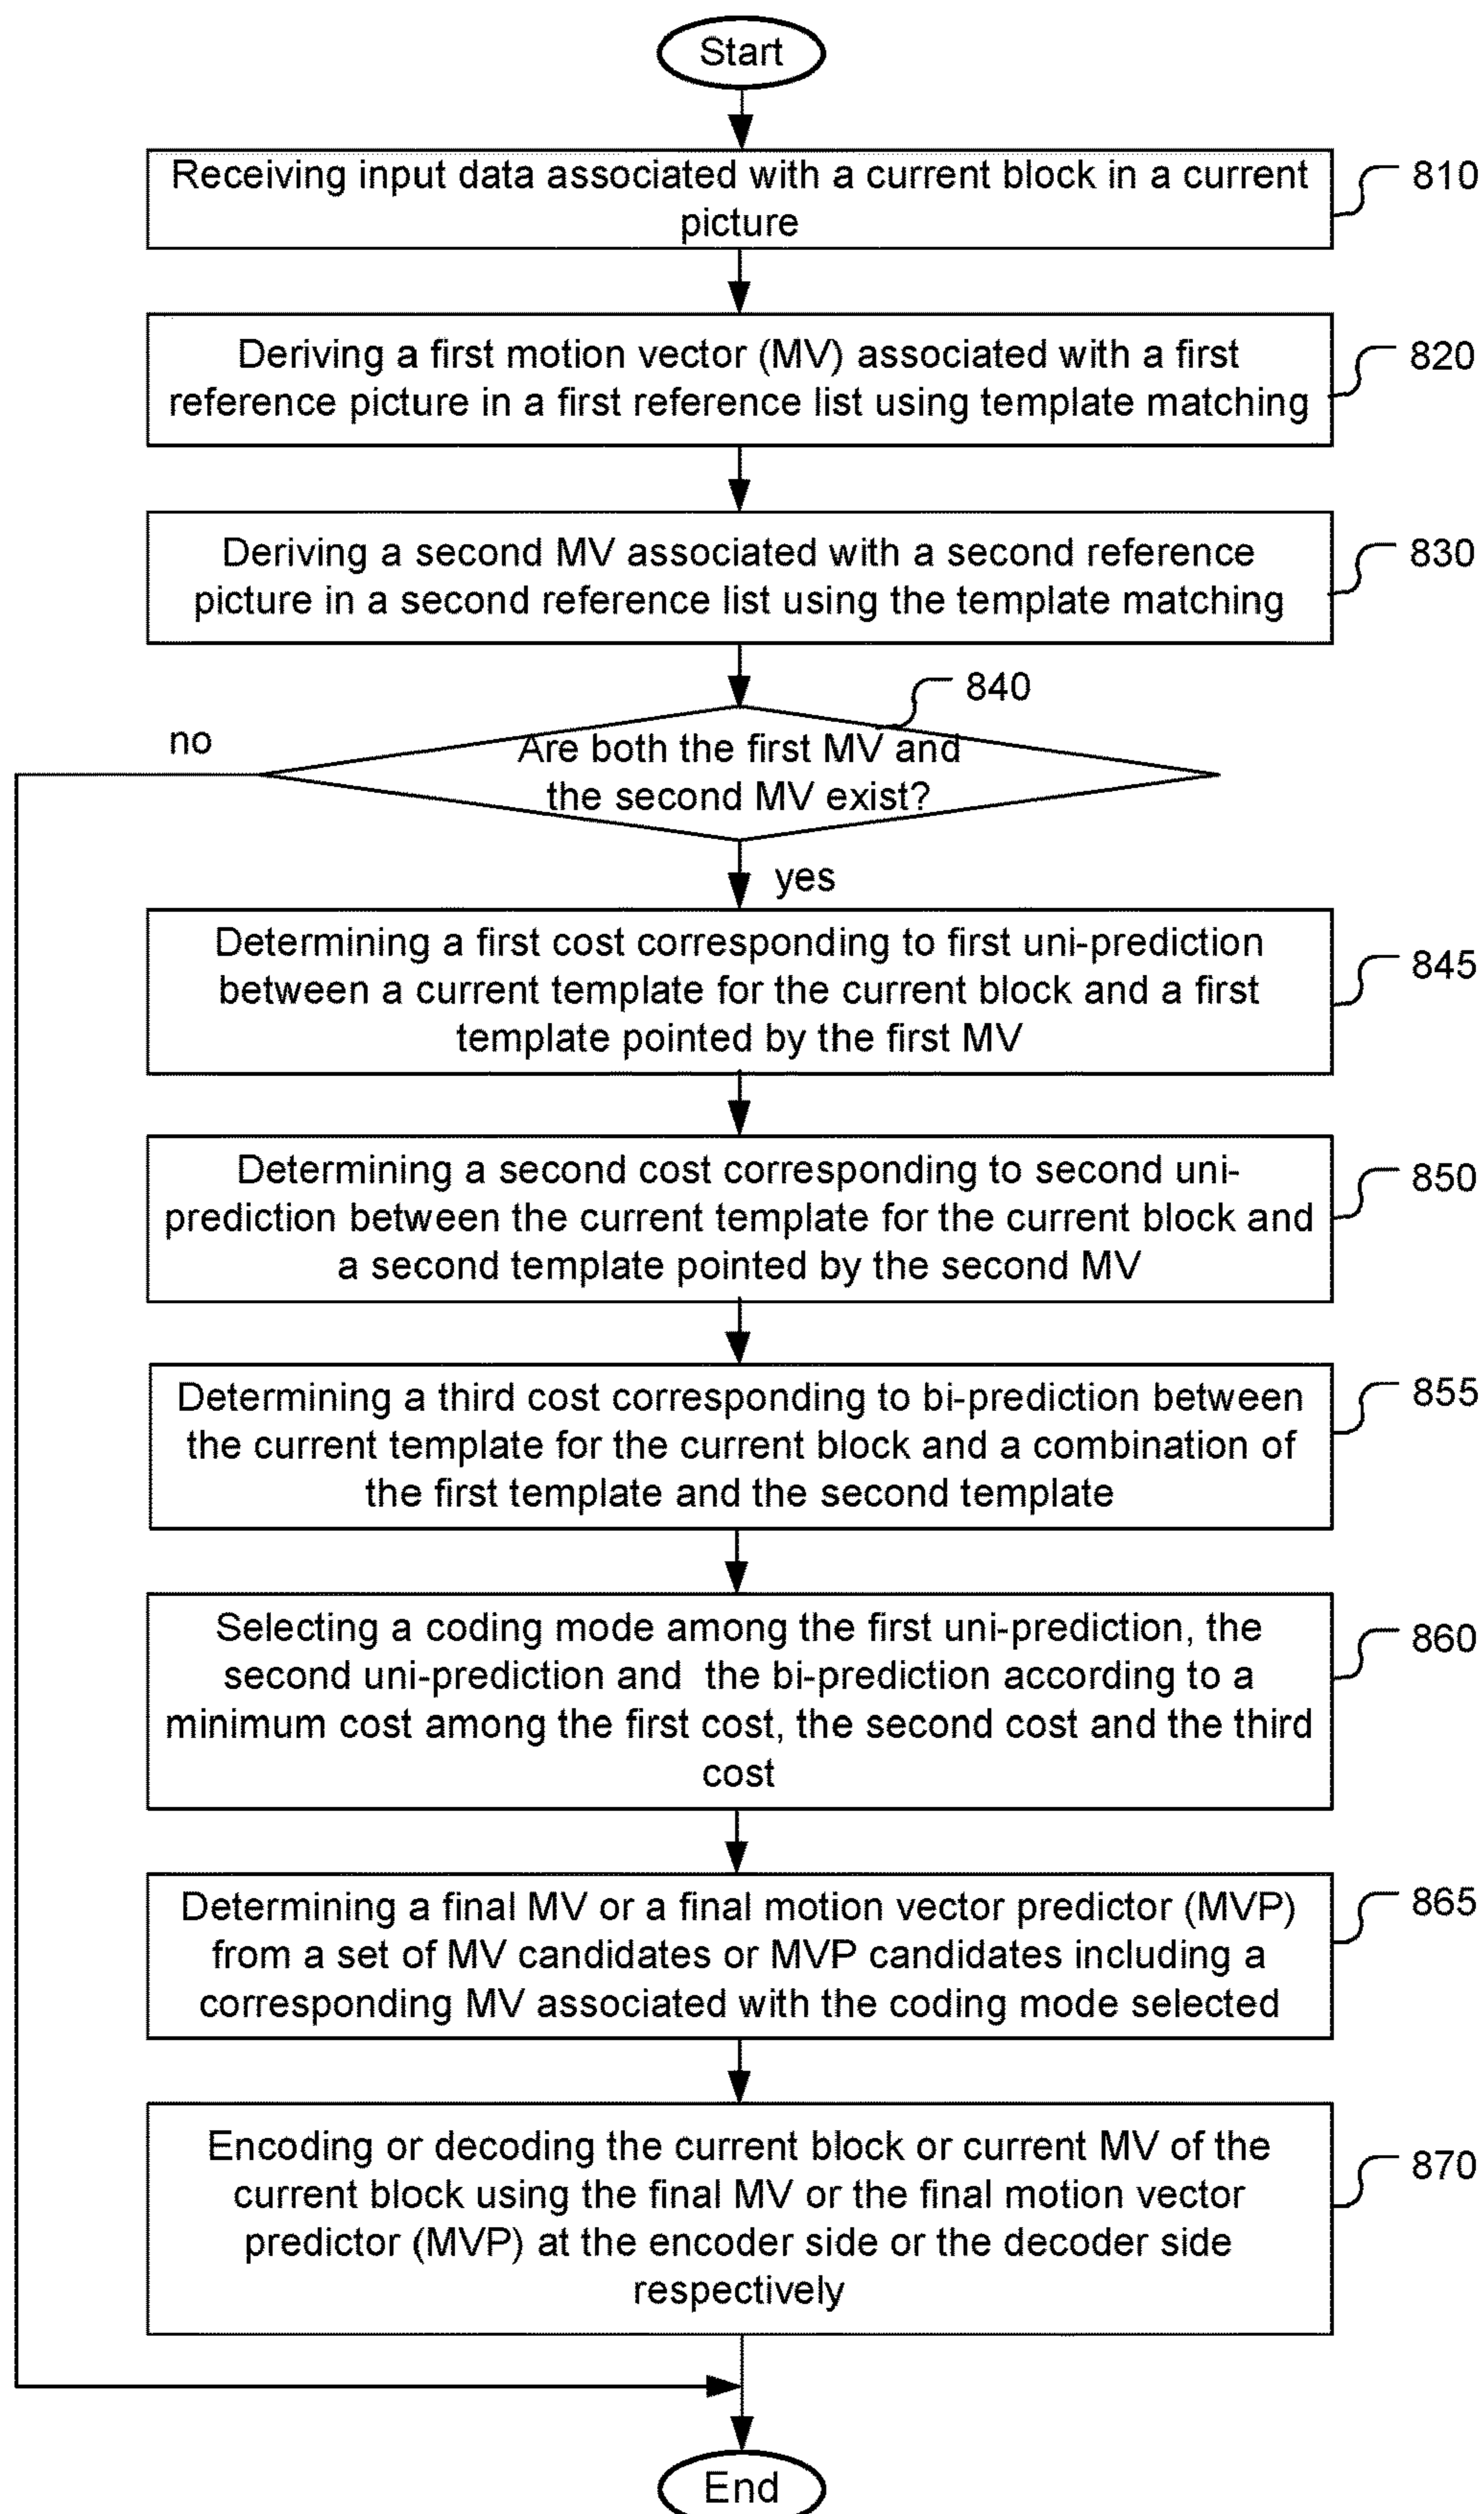 Start
Receiving input data associated with a current block in a current
picture
810
Deriving a first motion vector (MV) associated with a first
reference picture in a first reference list using template matching
820
Deriving a second MV associated with a second reference
picture in a second reference list using the template matching
830
840
no
Are both the first MV and
the second MV exist?
yes
Determining a first cost corresponding to first uni-prediction
between a current template for the current block and a first
template pointed by the first MV
845
Determining a second cost corresponding to second uni-
prediction between the current template for the current block and
a second template pointed by the second MV
850
Determining a third cost corresponding to bi-prediction between
the current template for the current block and a combination of
the first template and the second template
855
Selecting a coding mode among the first uni-prediction, the
second uni-prediction and the bi-prediction according to a
minimum cost among the first cost, the second cost and the third
cost
860
Determining a final MV or a final motion vector predictor (MVP)
from a set of MV candidates or MVP candidates including a
corresponding MV associated with the coding mode selected
865
Encoding or decoding the current block or current MV of the
current block using the final MV or the final motion vector
predictor (MVP) at the encoder side or the decoder side
respectively
870
End